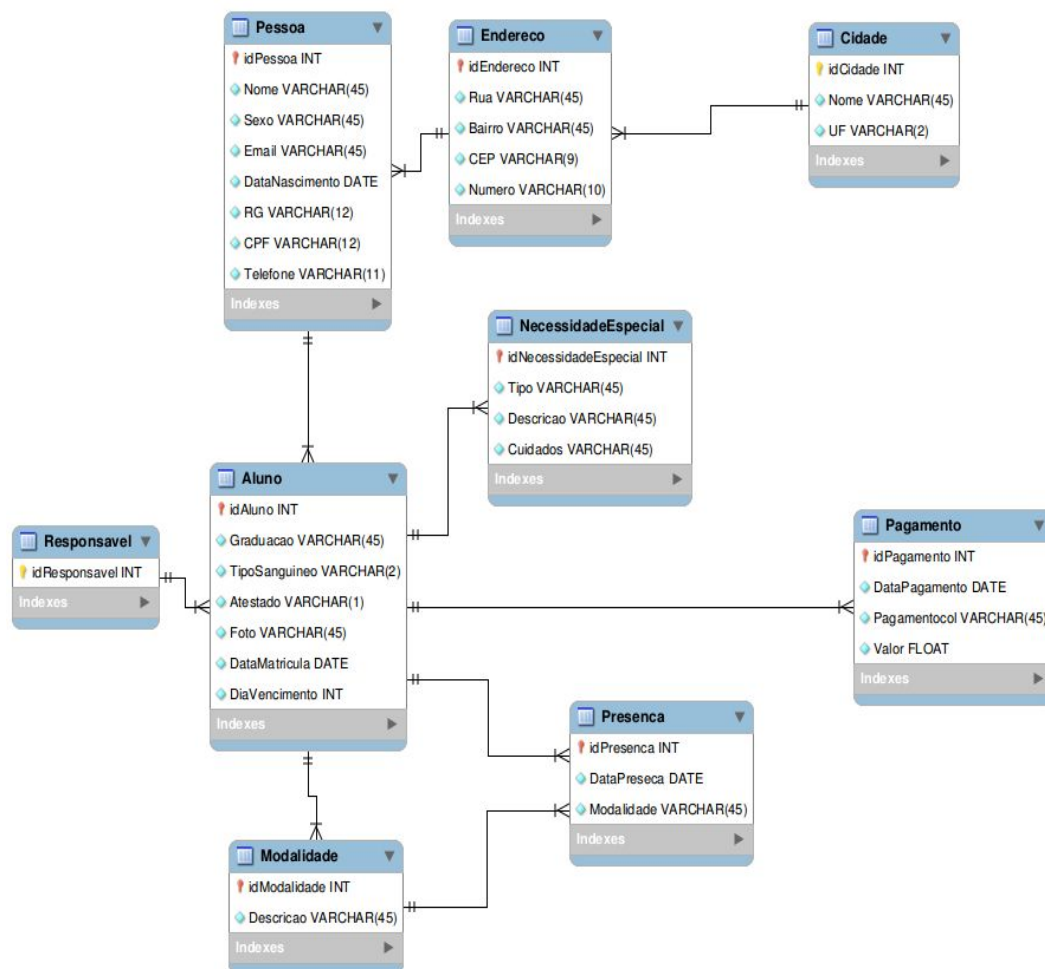 Pessoa
idPessoa INT
Nome VARCHAR(45)
Sexo VARCHAR(45)
Email VARCHAR(45)
DataNascimento DATE
RG VARCHAR(12)
CPF VARCHAR(12)
Telefone VARCHAR(11)
Indexes
Endereco
idEndereco INT
Rua VARCHAR(45)
Bairro VARCHAR(45)
CEP VARCHAR(9)
Numero VARCHAR(10)
Indexes
Cidade
idCidade INT
Nome VARCHAR(45)
UF VARCHAR(2)
Indexes
NecessidadeEspecial
idNecessidadeEspecial INT
Tipo VARCHAR(45)
Descricao VARCHAR(45)
Cuidados VARCHAR(45)
Indexes
Responsavel
idResponsavel INT
Indexes
Aluno
idAluno INT
Graduacao VARCHAR(45)
TipoSanguineo VARCHAR(2)
Atestado VARCHAR(1)
Foto VARCHAR(45)
DataMatricula DATE
DiaVencimento INT
Indexes
Pagamento
idPagamento INT
DataPagamento DATE
Pagamentocol VARCHAR(45)
Valor FLOAT
Indexes
Presenca
idPresenca INT
DataPreseca DATE
Modalidade VARCHAR(45)
Indexes
Modalidade
idModalidade INT
Descricao VARCHAR(45)
Indexes